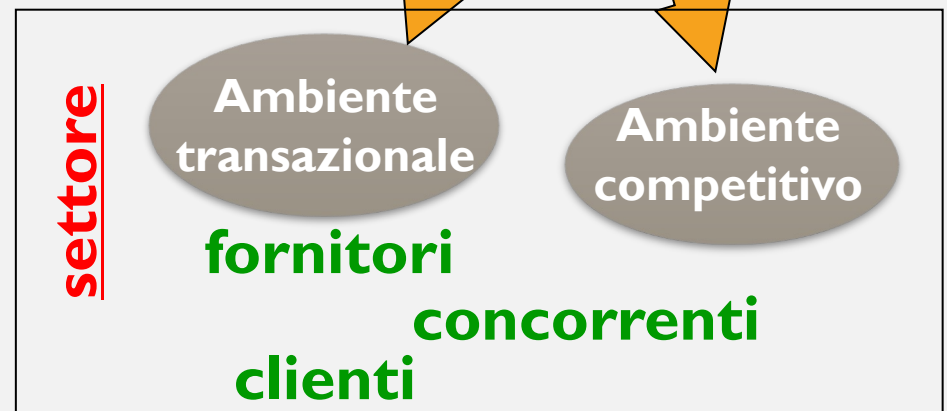 settore
Ambiente
transazionale
Ambiente
competitivo
fornitori
concorrenti
clienti